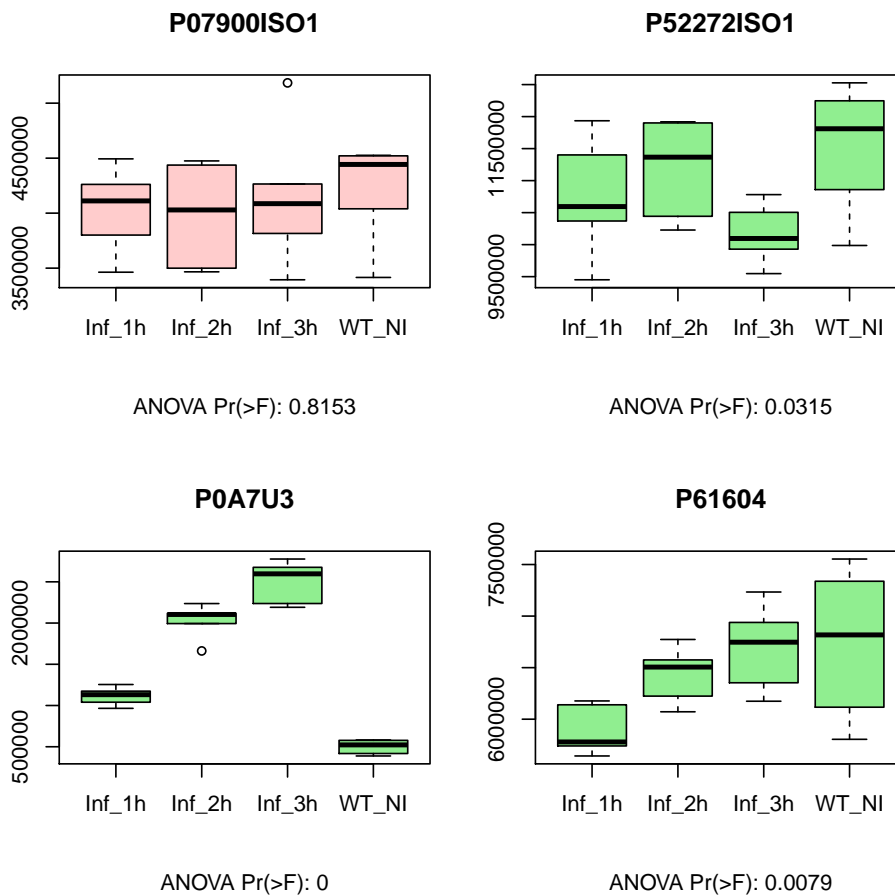 P07900ISO1
4500000
3500000
Inf_1h Inf_2h Inf_3h WT_NI
ANOVA Pr(>F): 0.8153
P52272ISO1
11500000
9500000
Inf_1h Inf_2h Inf_3h WT_NI
ANOVA Pr(>F): 0.0315
P0A7U3
2000000
500000
Inf_1h Inf_2h Inf_3h WT_NI
ANOVA Pr(>F): 0
P61604
7500000
6000000
Inf_1h Inf_2h Inf_3h WT_NI
ANOVA Pr(>F): 0.0079